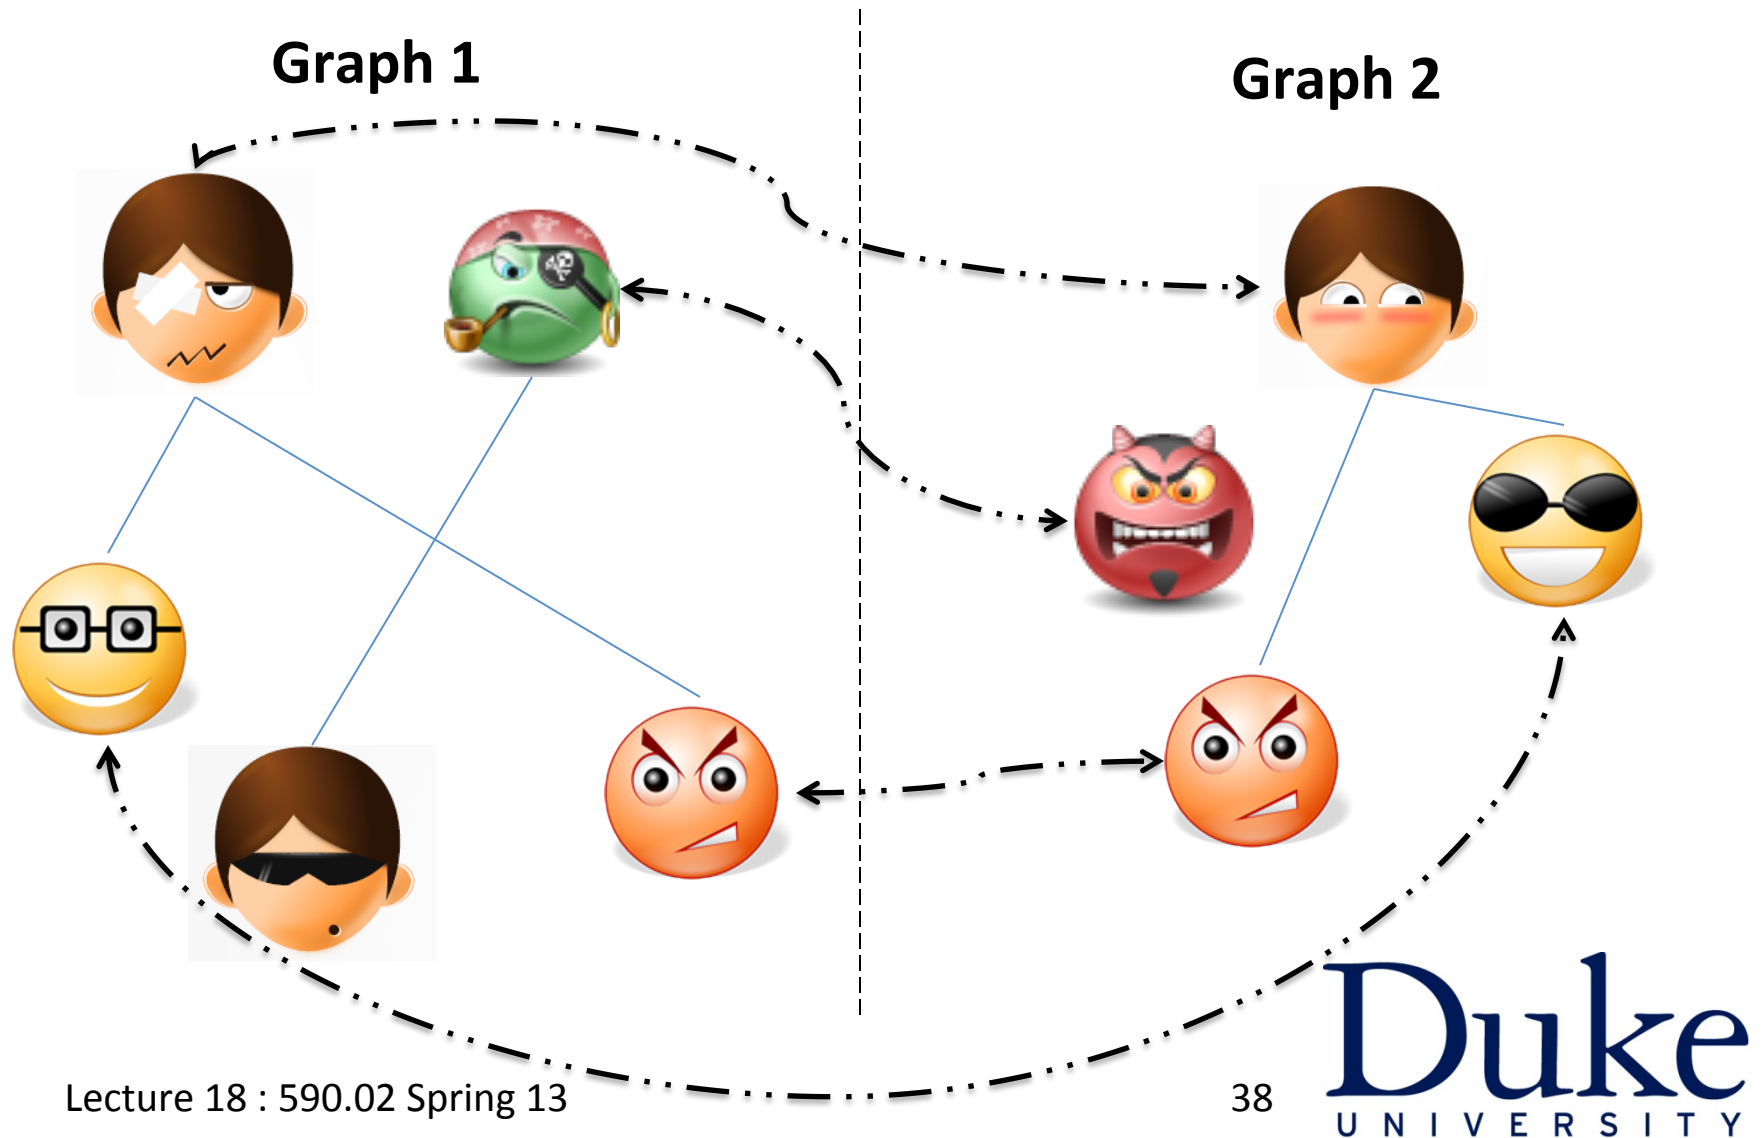 Graph 1
Graph 2
Lecture 18 : 590.02 Spring 13
38
Duke
UNIVERSITY